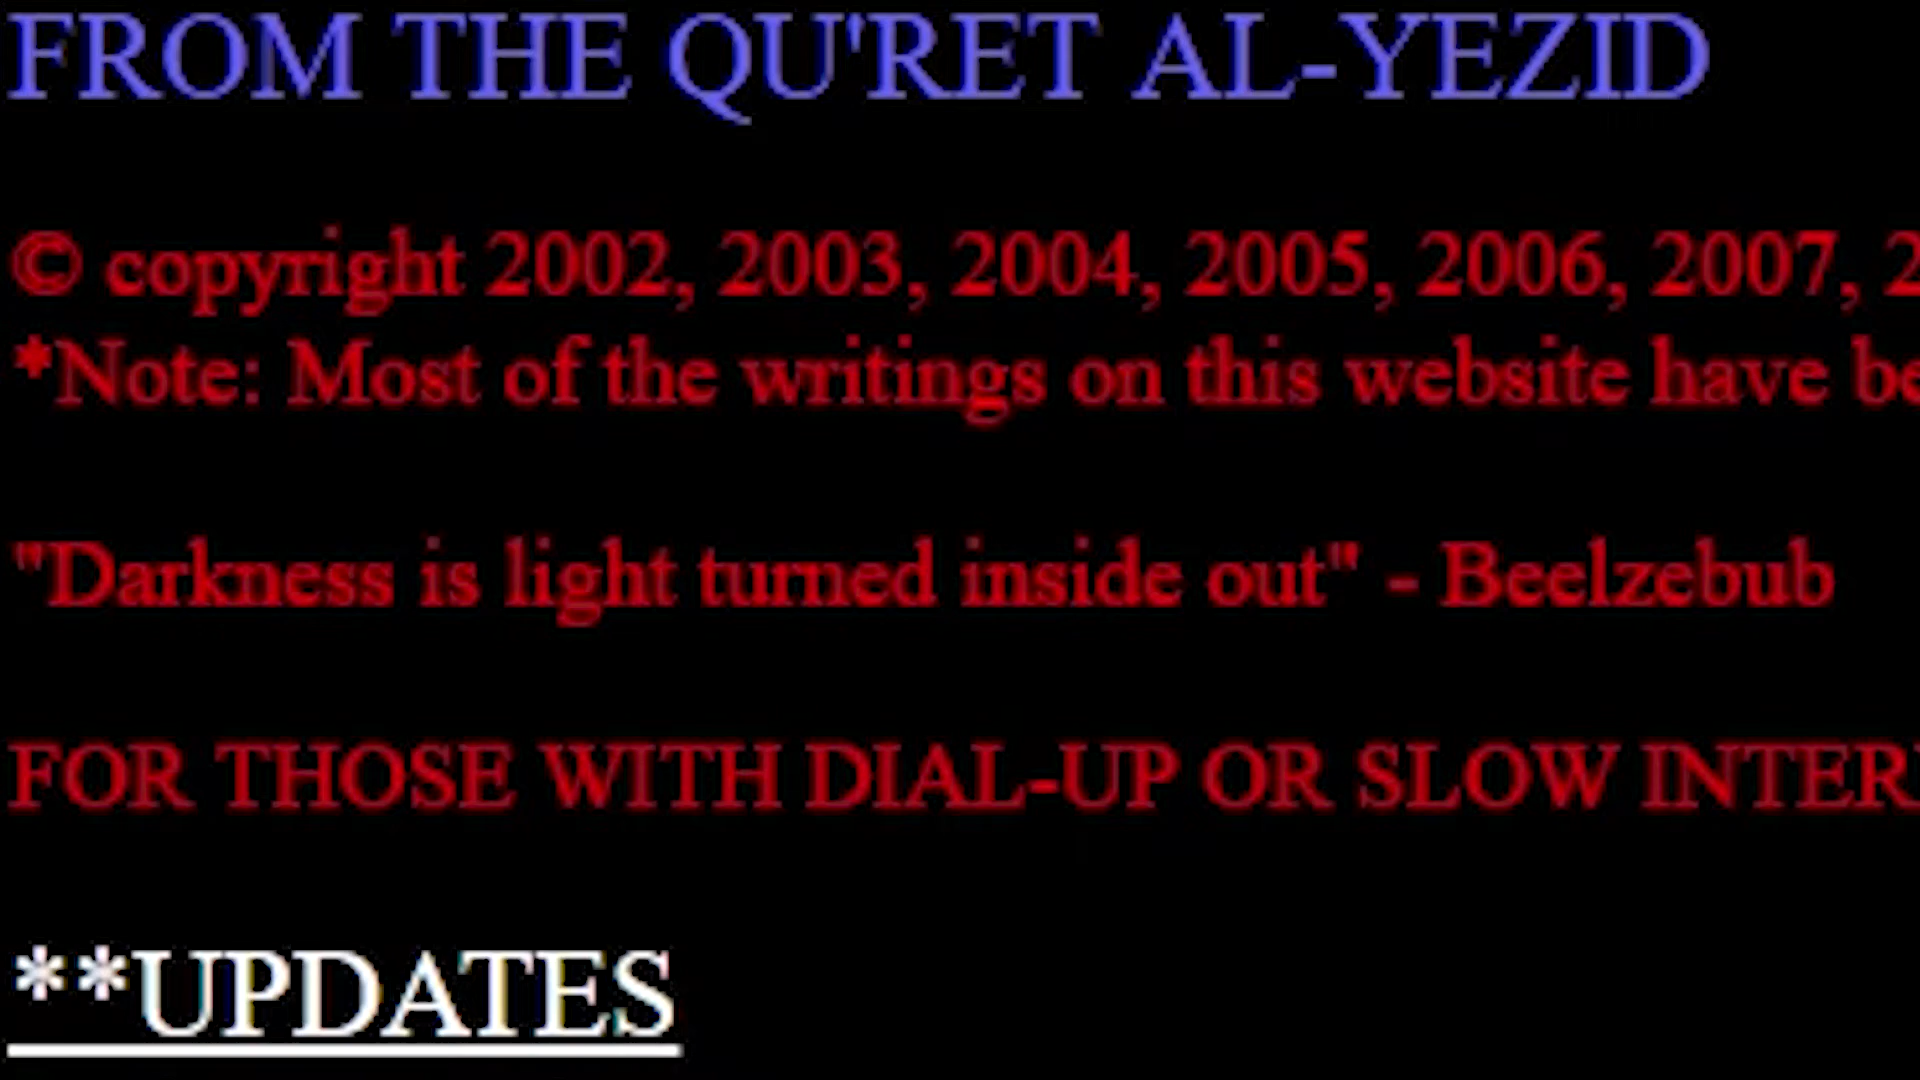 FROM THE QU'RET AL-YEZID
© copyright 2002, 2003, 2004, 2005, 2006, 2007,
*Note: Most of the writings on this website have
"Darkness is light turned inside out" - Beelzebub
FOR THOSE WITH DIAL-UP OR SLOW
**UPDATES